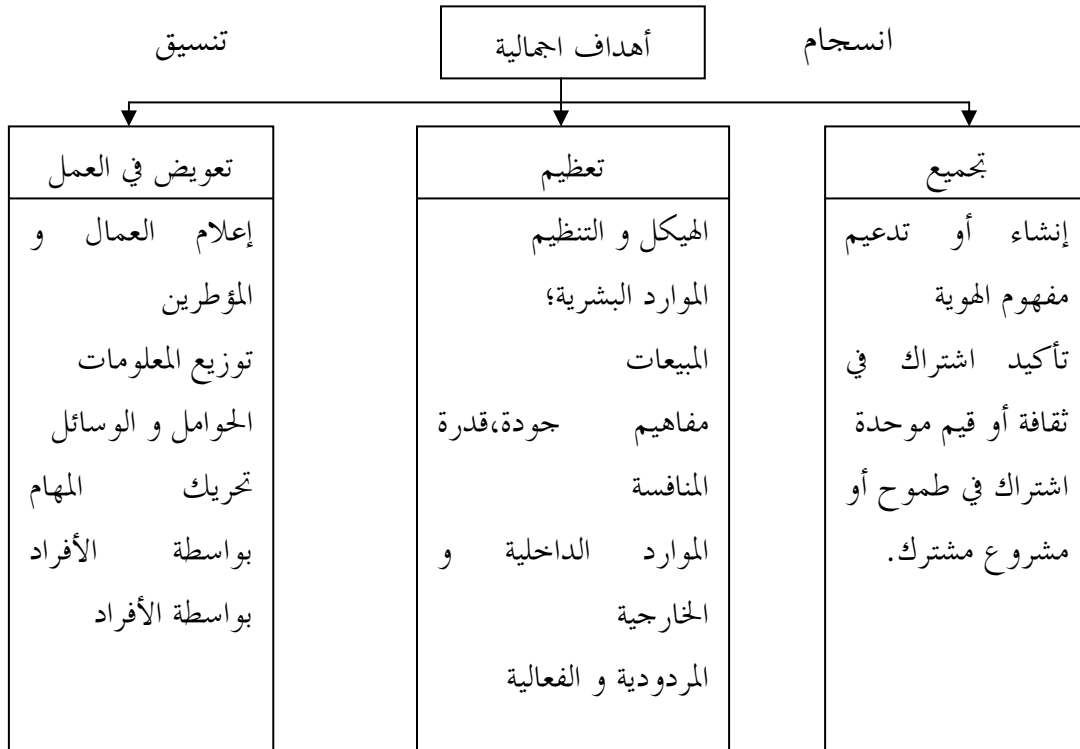 انسجام
أهداف اجمالية
تنسيق
تجميع
إنشاء أو تدعيم
مفهوم الهوية
تأكيد اشتراك في
ثقافة أو قيم موحدة
اشتراك في طموح أو
مشروع مشترك.
تعظيم
الهيكل و التنظيم
الموارد البشرية؛
المبيعات
مفاهيم جودة،قدرة
المنافسة
الموارد الداخلية و
الخارجية
المردودية و الفعالية
تعويض في العمل
إعلام العمال و
المؤطرين
توزيع المعلومات
الحوامل و الوسائل
تحريك المهام
بواسطة الأفراد
بواسطة الأفراد